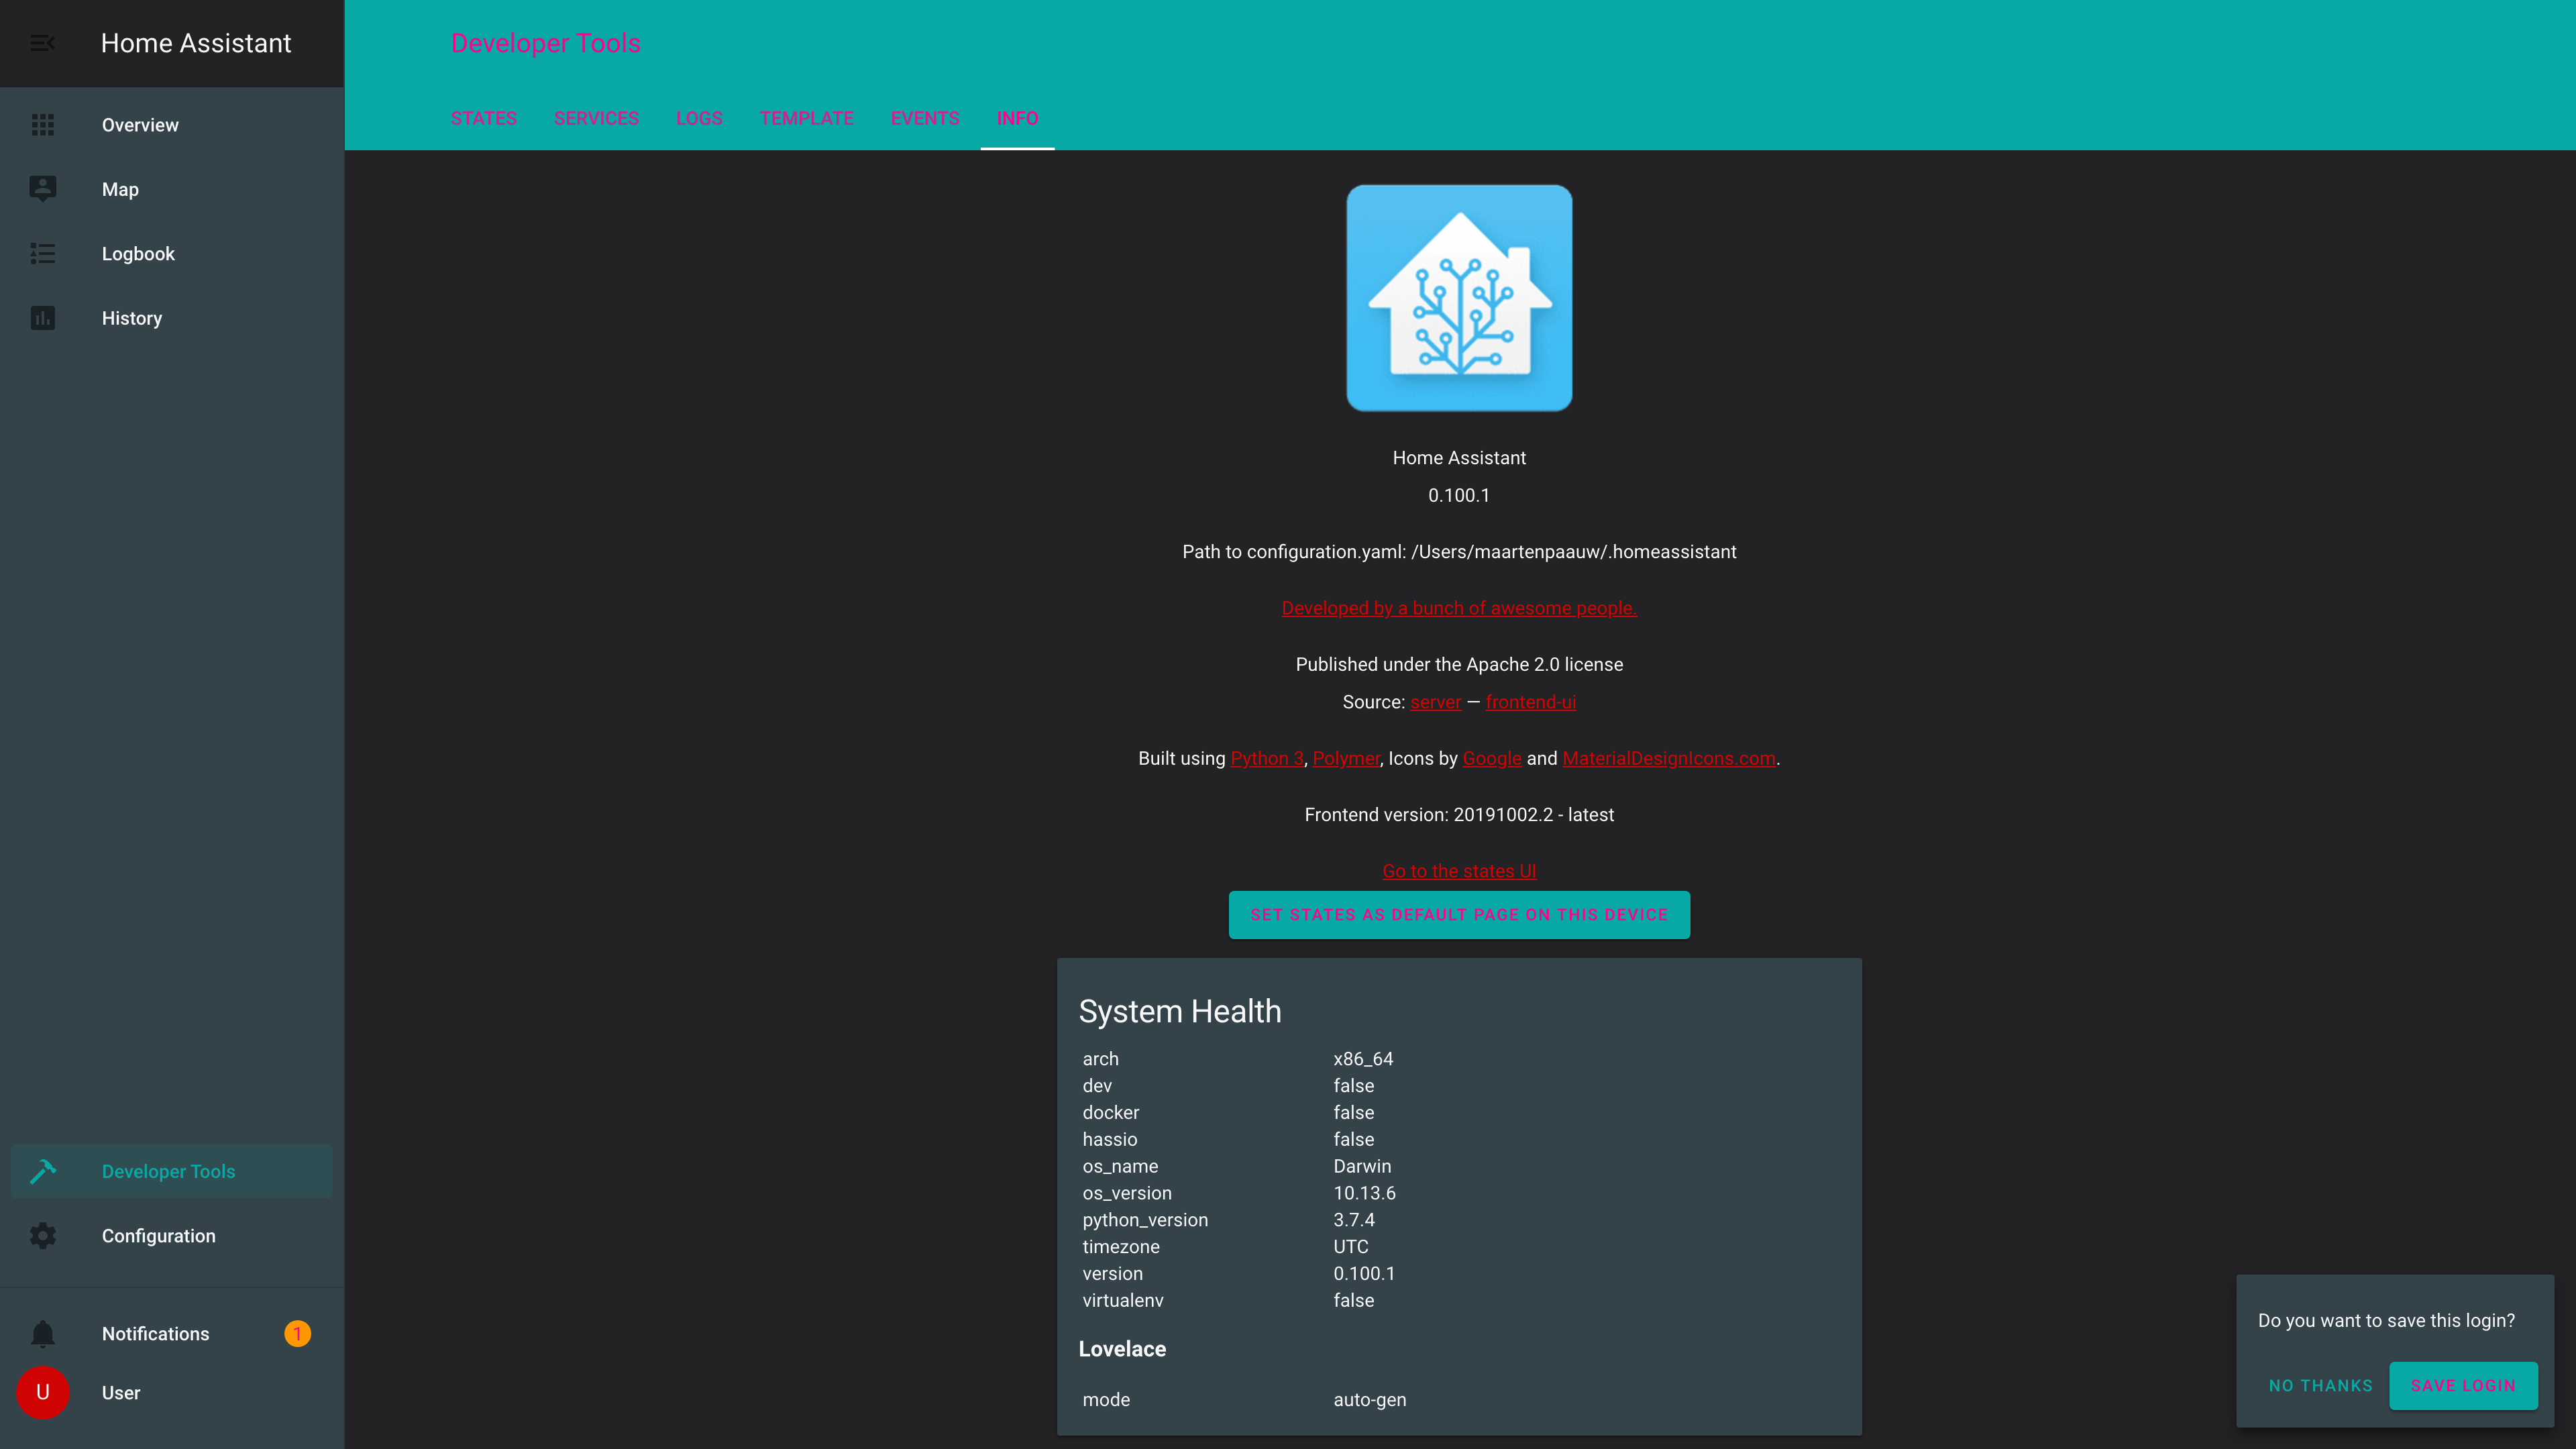 Home Assistant
Overview
Map
Logbook
History
Developer Tools
Configuration
Notifications 1
U User
Developer Tools
STATES SERVICES LOGS TEMPLATE EVENTS INFO
Home Assistant
0.100.1
Path to configuration.yaml: /Users/maartenpaauw/.homeassistant
Developed by a bunch of awesome people.
Published under the Apache 2.0 license
Source: server — frontend-ui
Built using Python 3, Polymer, Icons by Google and MaterialDesignIcons.com.
Frontend version: 20191002.2 - latest
Go to the states UI
SET STATES AS DEFAULT PAGE ON THIS DEVICE
System Health
arch x86_64
dev false
docker false
hassio false
os_name Darwin
os_version 10.13.6
python_version 3.7.4
timezone UTC
version 0.100.1
virtualenv false
Lovelace
mode auto-gen
Do you want to save this login?
NO THANKS SAVE LOGIN